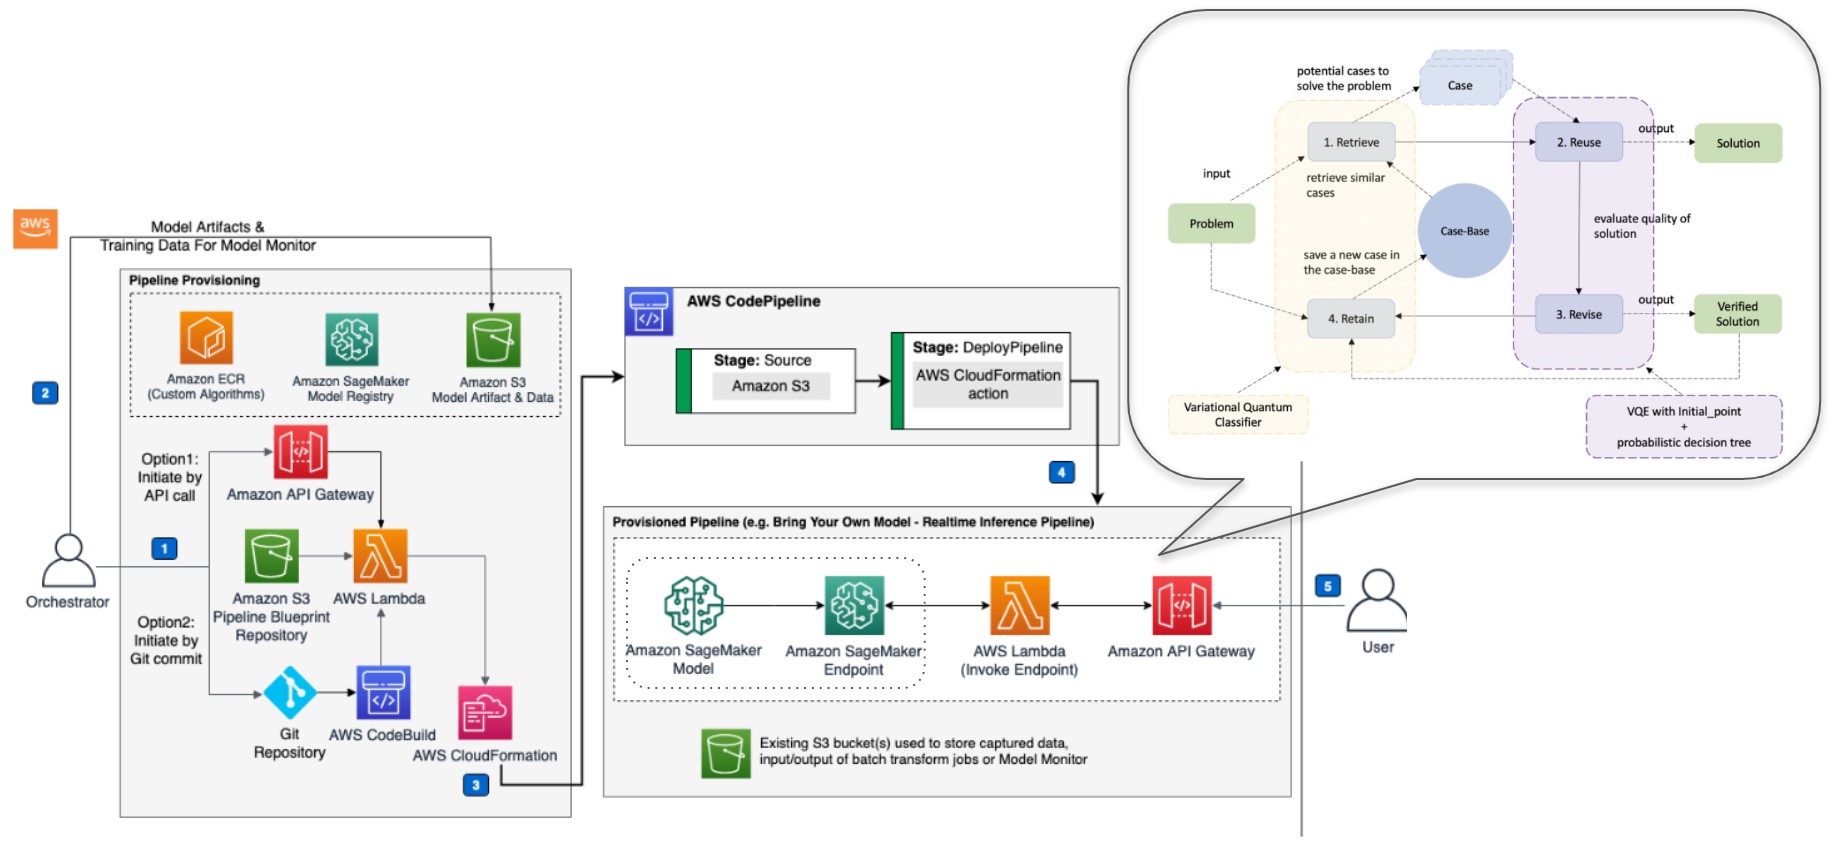 aws
Model Artifacts &
Training Data For Model Monitor
Pipeline Provisioning
Amazon ECR
(Custom Algorithms)
Amazon SageMaker
Model Registry
Amazon S3
Model Artifact & Data
2
Option1:
Initiate by
API call
Amazon API Gateway
1
Orchestrator
Amazon S3
Pipeline Blueprint
Repository
AWS Lambda
Option2:
Initiate by
Git commit
Git
Repository
AWS CodeBuild
AWS CloudFormation
3
AWS CodePipeline
Stage: Source
Amazon S3
Stage: DeployPipeline
AWS CloudFormation
action
4
Provisioned Pipeline (e.g. Bring Your Own Model - Realtime Inference Pipeline)
Amazon SageMaker
Model
Amazon SageMaker
Endpoint
AWS Lambda
(Invoke Endpoint)
Amazon API Gateway
5
User
Existing S3 bucket(s) used to store captured data,
input/output of batch transform jobs or Model Monitor
potential cases to
solve the problem
Case
1. Retrieve
2. Reuse
output
Solution
input
retrieve similar
cases
Problem
Case-Base
evaluate quality of
solution
save a new case in
the case-base
4. Retain
3. Revise
output
Verified
Solution
Variational Quantum
Classifier
VQE with Initial_point
+
probabilistic decision tree